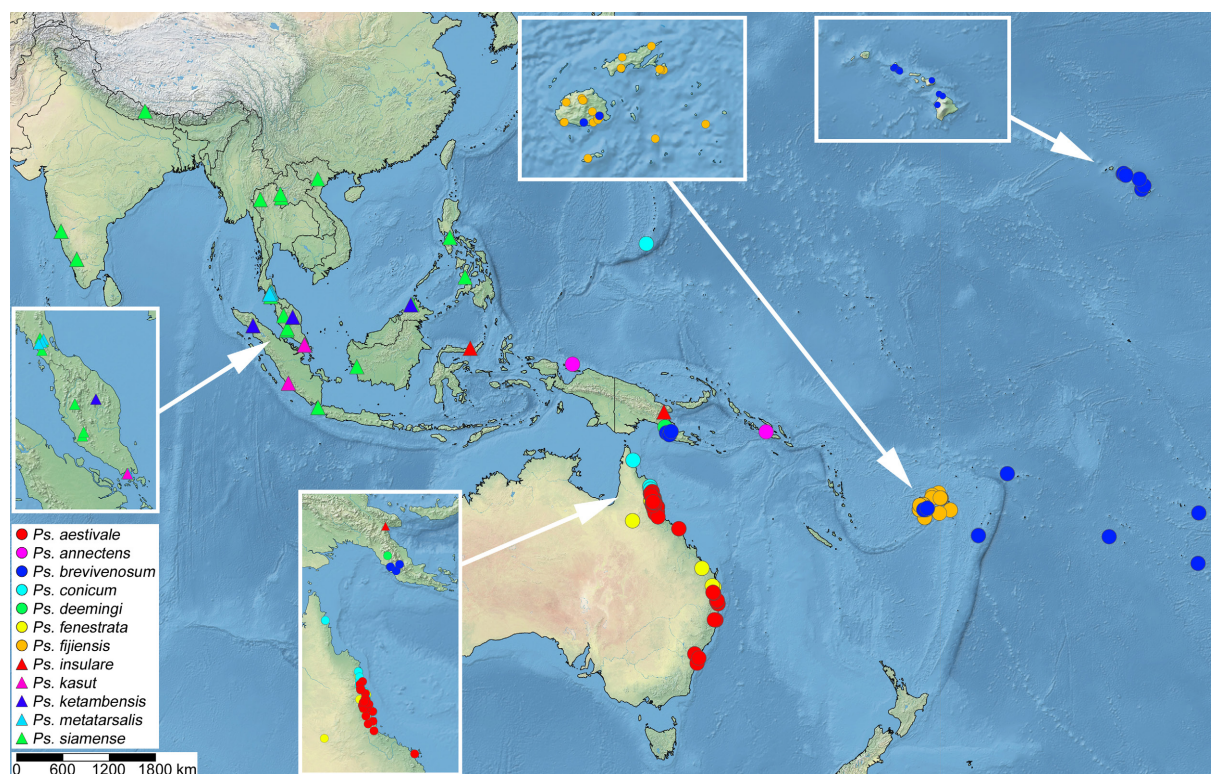 Ps. aestivale
Ps. annectens
Ps. brevivenosum
Ps. conicum
Ps. deemingi
Ps. fenestrata
Ps. fijiensis
Ps. insulare
Ps. kasut
Ps. ketambensis
Ps. metatarsalis
Ps. siamense
0 600 1200 1800 km